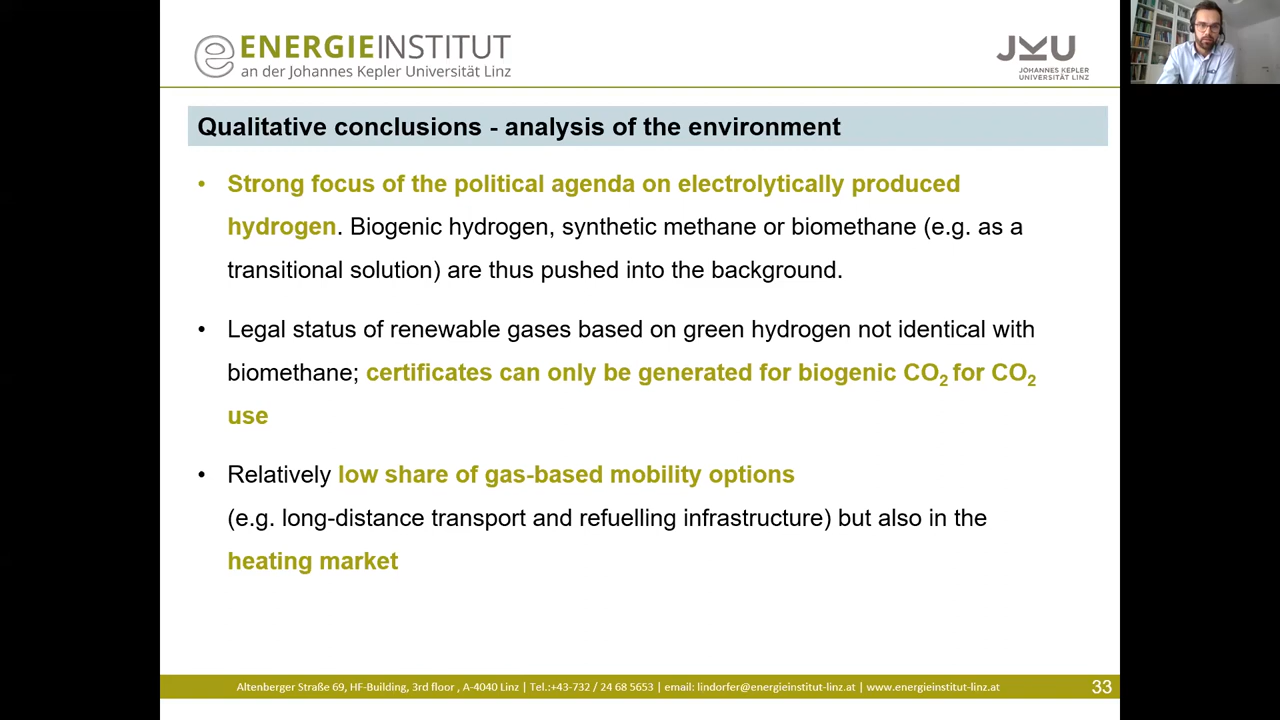 ENERGIEINSTITUT
an der Johannes Kepler Universität Linz
JKU
JOHANNES KEPLER
UNIVERSITÄT LINZ
Qualitative conclusions - analysis of the environment
• Strong focus of the political agenda on electrolytically produced
hydrogen. Biogenic hydrogen, synthetic methane or biomethane (e.g. as a
transitional solution) are thus pushed into the background.
• Legal status of renewable gases based on green hydrogen not identical with
biomethane; certificates can only be generated for biogenic CO₂ for CO₂
use
• Relatively low share of gas-based mobility options
(e.g. long-distance transport and refuelling infrastructure) but also in the
heating market
Altenberger Straße 69, HF-Building, 3rd floor , A-4040 Linz | Tel.:+43-732 / 24 68 5653 | email: lindorfer@energieinstitut-linz.at | www.energieinstitut-linz.at
33